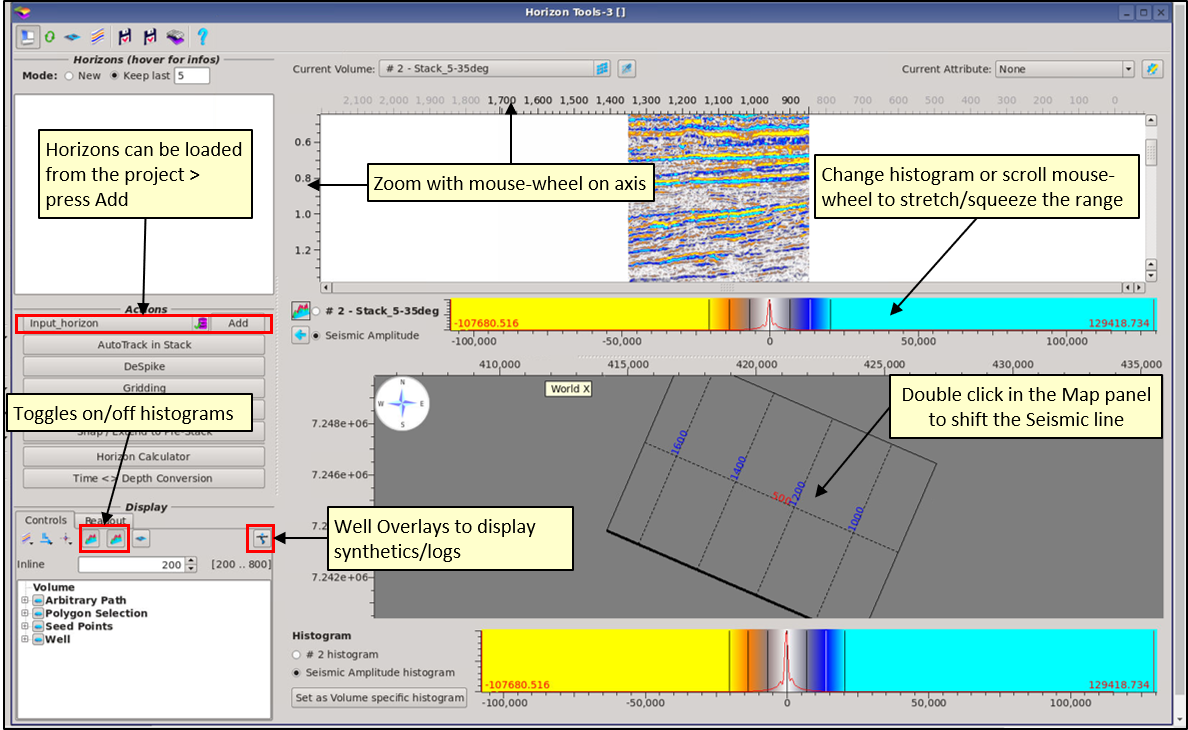 Horizon Tools-3 []
Horizons (hover for infos)
Mode: New Keep last 5
Current Volume: # 2 - Stack_5-35deg
Current Attribute: None
2,100 2,000 1,900 1,800 1,700 1,600 1,500 1,400 1,300 1,200 1,100 1,000 900 800 700 600 500 400 300 200 100 0
0.6
0.8
1.0
1.2
Horizons can be loaded
from the project >
press Add
Zoom with mouse-wheel on axis
Change histogram or scroll mouse-
wheel to stretch/squeeze the range
Actions
Input_horizon Add
AutoTrack in Stack
DeSpike
Gridding
Toggles on/off histograms
Snap / Extend to Pre-Stack
Horizon Calculator
Time <> Depth Conversion
# 2 - Stack_5-35deg
Seismic Amplitude
-107680.516 129418.734
-100,000 -50,000 0 50,000 100,000
410,000 415,000 420,000 425,000 430,000 435,000
World X
N
W E
S
7.248e+06
7.246e+06
7.2
7.242e+06
1600
1400
500
1200
1000
Double click in the Map panel
to shift the Seismic line
Display
Controls Readout
Well Overlays to display
synthetics/logs
Inline 200 [200 .. 800]
Volume
Arbitrary Path
Polygon Selection
Seed Points
Well
Histogram
# 2 histogram
Seismic Amplitude histogram
Set as Volume specific histogram
-107680.516 129418.734
-100,000 -50,000 0 50,000 100,000